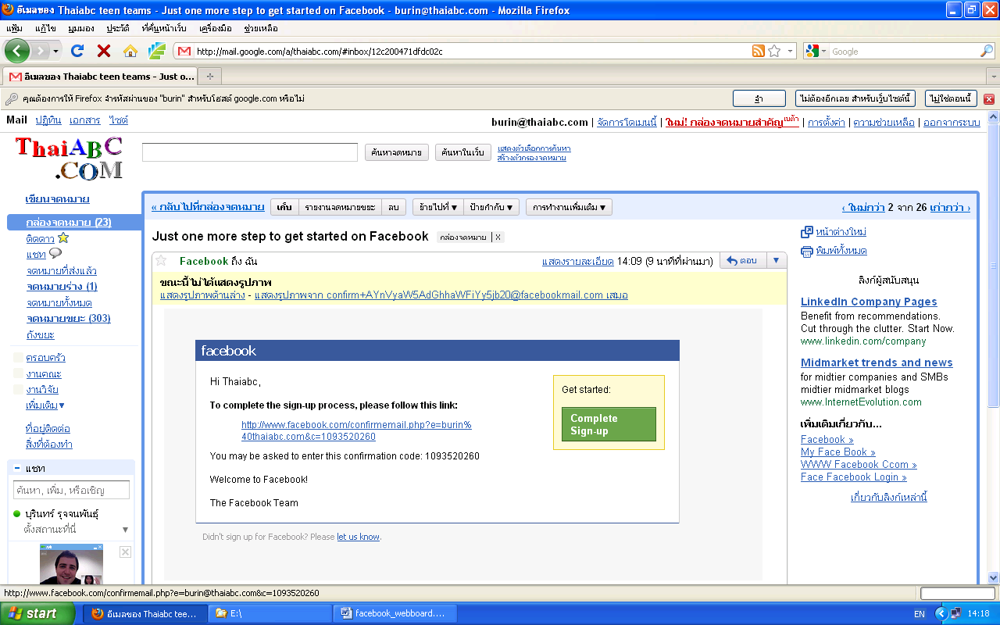 อีเมลของ Thaiabc teen teams - Just one more step to get started on Facebook - burin@thaiabc.com - Mozilla Firefox
แฟ้ม แก้ไข มุมมอง ประวัติ ที่คั่นหน้าเว็บ เครื่องมือ ช่วยเหลือ
http://mail.google.com/a/thaiabc.com/#inbox/12c200471dfdc02c
Google
อีเมลของ Thaiabc teen teams - Just o...
คุณต้องการให้ Firefox จำรหัสผ่านของ "burin" สำหรับโฮสต์ google.com หรือไม่
จำ ไม่ต้องอีกเลย สำหรับเว็บไซต์นี้ ไม่ใช่ตอนนี้
Mail ปฏิทิน เอกสาร ไซต์
burin@thaiabc.com | จัดการโดเมนนี้ | ใหม่! กล่องจดหมายสำคัญเบต้า | การตั้งค่า | ความช่วยเหลือ | ออกจากระบบ
ThaiABC
.COM
ค้นหาจดหมาย ค้นหาในเว็บ
แสดงตัวเลือกการค้นหา
สร้างตัวกรองจดหมาย
เขียนจดหมาย
กล่องจดหมาย (23)
ติดดาว
แชท
จดหมายที่ส่งแล้ว
จดหมายร่าง (1)
จดหมายทั้งหมด
จดหมายขยะ (303)
ถังขยะ
ครอบครัว
งานคณะ
งานวิจัย
เพิ่มเติม▼
ที่อยู่ติดต่อ
สิ่งที่ต้องทำ
แชท
ค้นหา, เพิ่ม, หรือเชิญ
บุรินทร์ รุจจนพันธุ์
ตั้งสถานะที่นี่
« กลับไปที่กล่องจดหมาย เก็บ รายงานจดหมายขยะ ลบ ย้ายไปที่ ▼ ป้ายกำกับ ▼ การทำงานเพิ่มเติม ▼
‹ ใหม่กว่า 2 จาก 26 เก่ากว่า ›
Just one more step to get started on Facebook กล่องจดหมาย X
Facebook ถึง ฉัน แสดงรายละเอียด 14:09 (9 นาทีที่ผ่านมา) ตอบ ▼
ขณะนี้ไม่ได้แสดงรูปภาพ
แสดงรูปภาพด้านล่าง - แสดงรูปภาพจาก confirm+AYnVyaW5AdGhhaWFiYy5jb20@facebookmail.com เสมอ
facebook
Hi Thaiabc,
To complete the sign-up process, please follow this link:
http://www.facebook.com/confirmemail.php?e=burin%
40thaiabc.com&c=1093520260
You may be asked to enter this confirmation code: 1093520260
Welcome to Facebook!
The Facebook Team
Get started:
Complete
Sign-up
Didn't sign up for Facebook? Please let us know.
หน้าต่างใหม่
พิมพ์ทั้งหมด
ลิงก์ผู้สนับสนุน
LinkedIn Company Pages
Benefit from recommendations.
Cut through the clutter. Start Now.
www.linkedin.com/company
Midmarket trends and news
for midtier companies and SMBs
midtier midmarket blogs
www.InternetEvolution.com
เพิ่มเติมเกี่ยวกับ...
Facebook »
My Face Book »
WWW Facebook Ccom »
Face Facebook Login »
เกี่ยวกับลิงก์เหล่านี้
http://www.facebook.com/confirmemail.php?e=burin@thaiabc.com&c=1093520260
start อีเมลของ Thaiabc tee... E:\ facebook_webboard.... EN 14:18